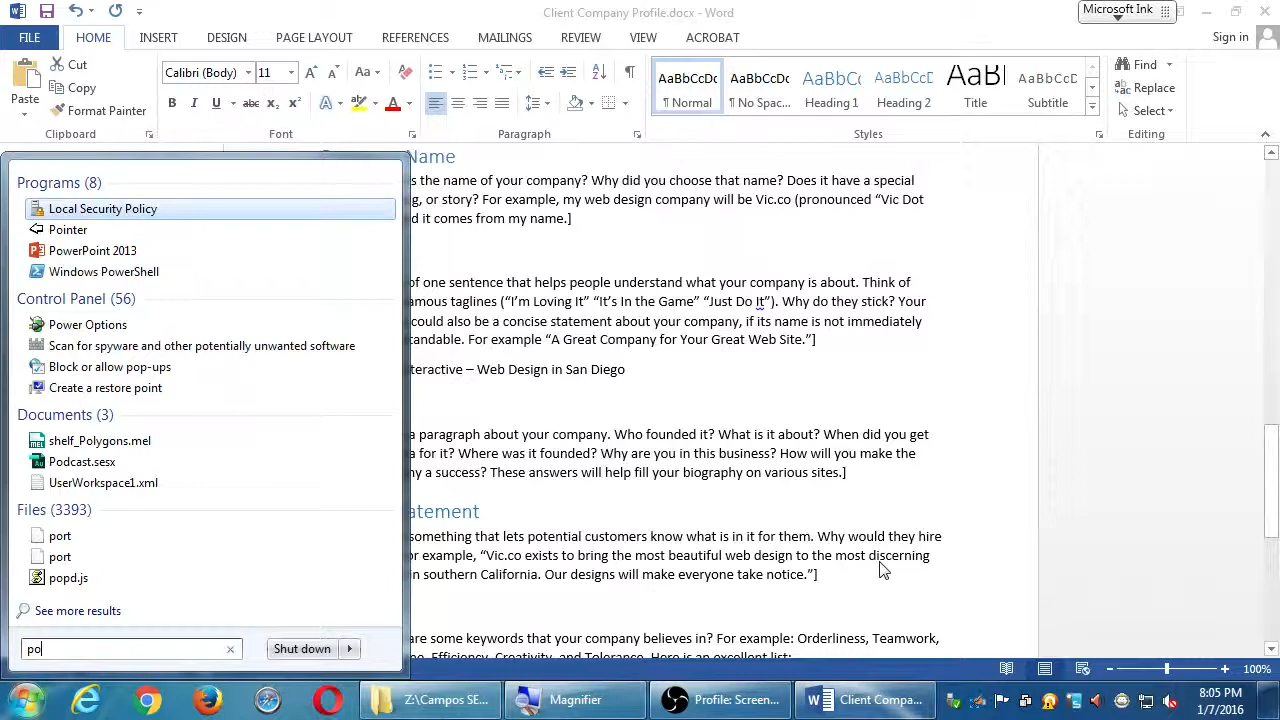 Client Company Profile.docx - Word
Microsoft Ink
FILE
HOME
INSERT
DESIGN
PAGE LAYOUT
REFERENCES
MAILINGS
REVIEW
VIEW
ACROBAT
Sign in
Paste
Cut
Copy
Format Painter
Clipboard
Calibri (Body)
11
Font
Paragraph
AaBbCcDc
¶ Normal
AaBbCcDc
¶ No Spac...
AaBbCc
Heading 1
AaBbCcD
Heading 2
AaBI
Title
AaBbCcD
Subtitle
Styles
Find
Replace
Select
Editing
Name
s the name of your company? Why did you choose that name? Does it have a special
g, or story? For example, my web design company will be Vic.co (pronounced “Vic Dot
d it comes from my name.]
of one sentence that helps people understand what your company is about. Think of
amous taglines (“I’m Loving It” “It’s In the Game” “Just Do It”). Why do they stick? Your
could also be a concise statement about your company, if its name is not immediately
tandable. For example “A Great Company for Your Great Web Site.”]
teractive – Web Design in San Diego
a paragraph about your company. Who founded it? What is it about? When did you get
a for it? Where was it founded? Why are you in this business? How will you make the
y a success? These answers will help fill your biography on various sites.]
atement
something that lets potential customers know what is in it for them. Why would they hire
or example, “Vic.co exists to bring the most beautiful web design to the most discerning
in southern California. Our designs will make everyone take notice.”]
are some keywords that your company believes in? For example: Orderliness, Teamwork,
Efficiency, Creativity, and Tolerance. Here is an excellent list:
Programs (8)
Local Security Policy
Pointer
PowerPoint 2013
Windows PowerShell
Control Panel (56)
Power Options
Scan for spyware and other potentially unwanted software
Block or allow pop-ups
Create a restore point
Documents (3)
shelf_Polygons.mel
Podcast.sesx
UserWorkspace1.xml
Files (3393)
port
port
popd.js
See more results
po
Shut down
100%
Z:\Campos SE...
Magnifier
Profile: Screen...
Client Compa...
8:05 PM
1/7/2016